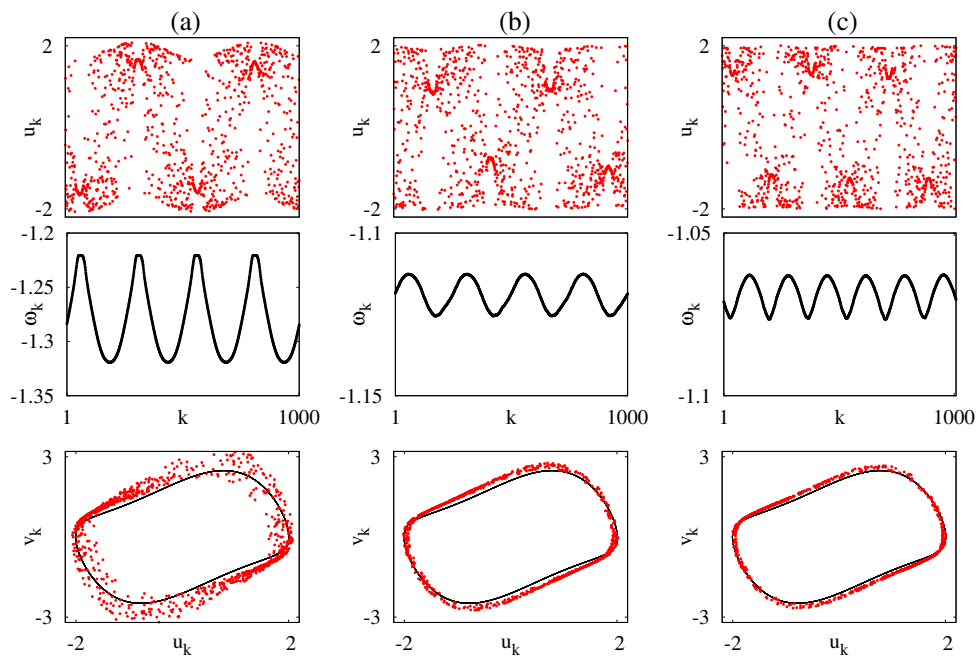 (a) (b) (c)
2 2 2
u_k u_k u_k
-2 -2 -2
-1.2 -1.1 -1.05
-1.25
ω_k ω_k ω_k
-1.3
-1.35 -1.15 -1.1
1 k 1000 1 k 1000 1 k 1000
3 3 3
v_k v_k v_k
-3 -3 -3
-2 u_k 2 -2 u_k 2 -2 u_k 2